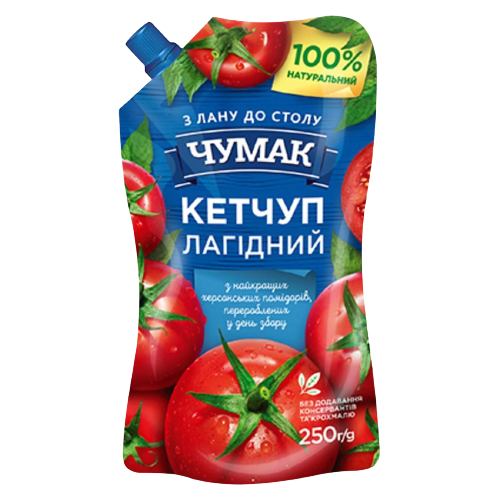 100%
НАТУРАЛЬНИЙ
З ЛАНУ ДО СТОЛУ
ЧУМАК
КЕТЧУП
ЛАГІДНИЙ
з найкращих
херсонських помідорів,
перероблених
у день збору
БЕЗ ДОДАВАННЯ
КОНСЕРВАНТІВ
ТА КРОХМАЛЮ
250г/g